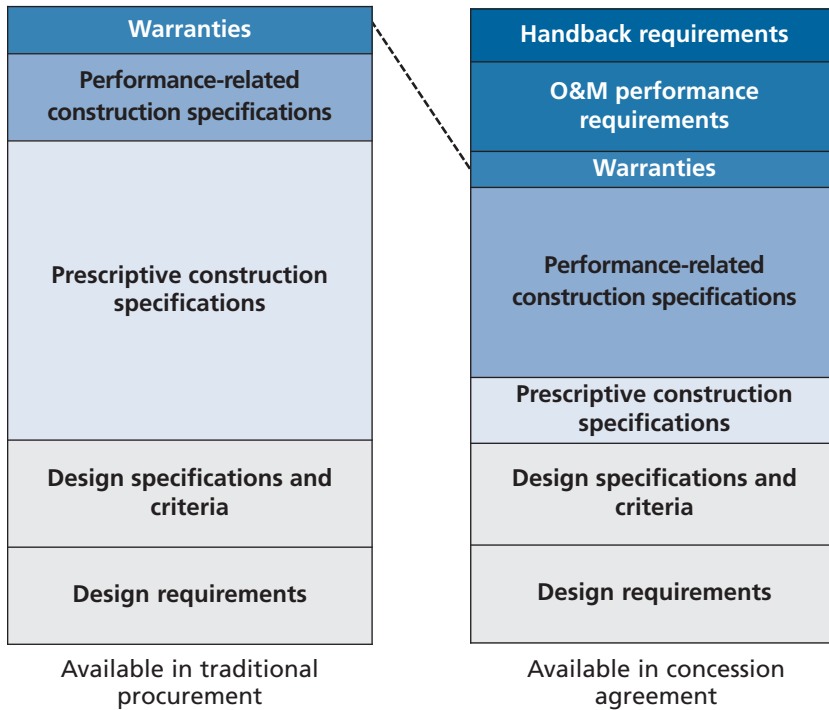 Warranties
Performance-related
construction specifications
Prescriptive construction
specifications
Design specifications and
criteria
Design requirements
Available in traditional
procurement
Handback requirements
O&M performance
requirements
Warranties
Performance-related
construction specifications
Prescriptive construction
specifications
Design specifications and
criteria
Design requirements
Available in concession
agreement